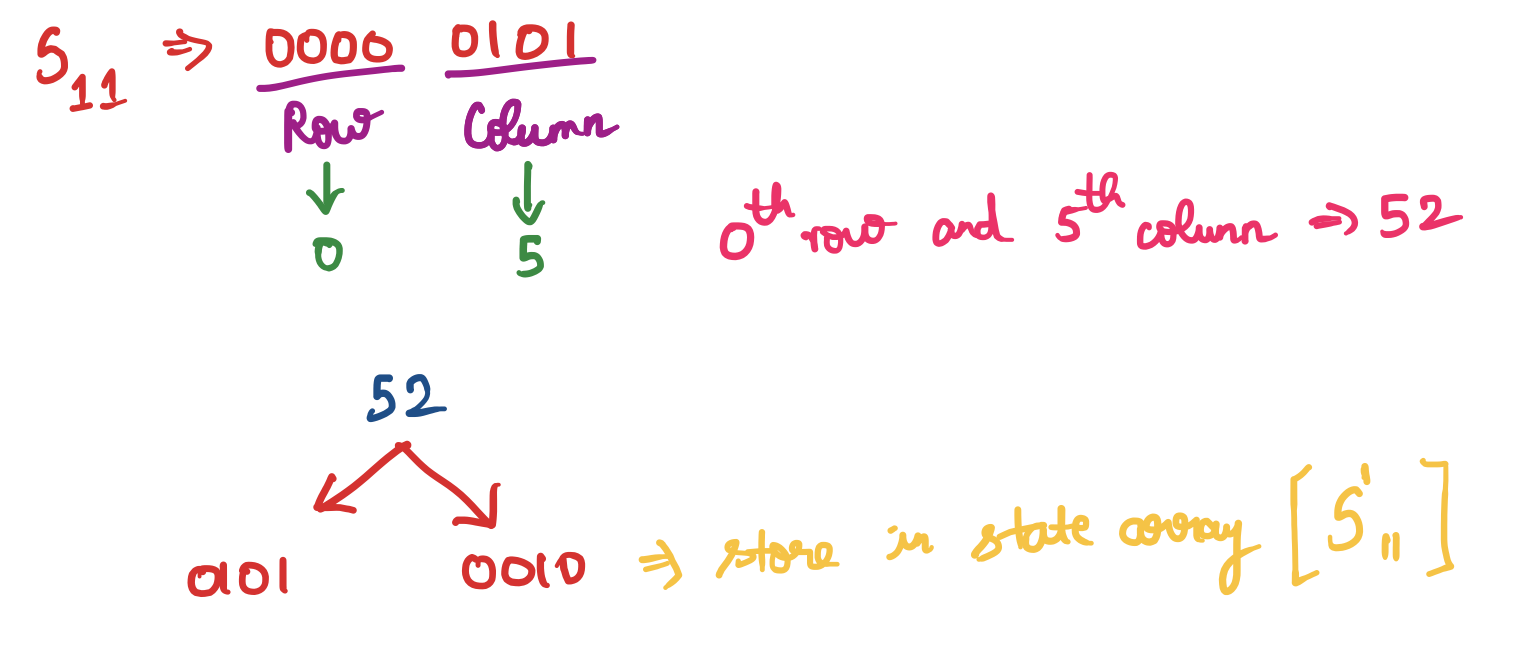 S11 ⇒ 0000 0101
Row Column
0 5
0th row and 5th column ⇒ 52
52
0101 0010 ⇒ store in state array [S'11]